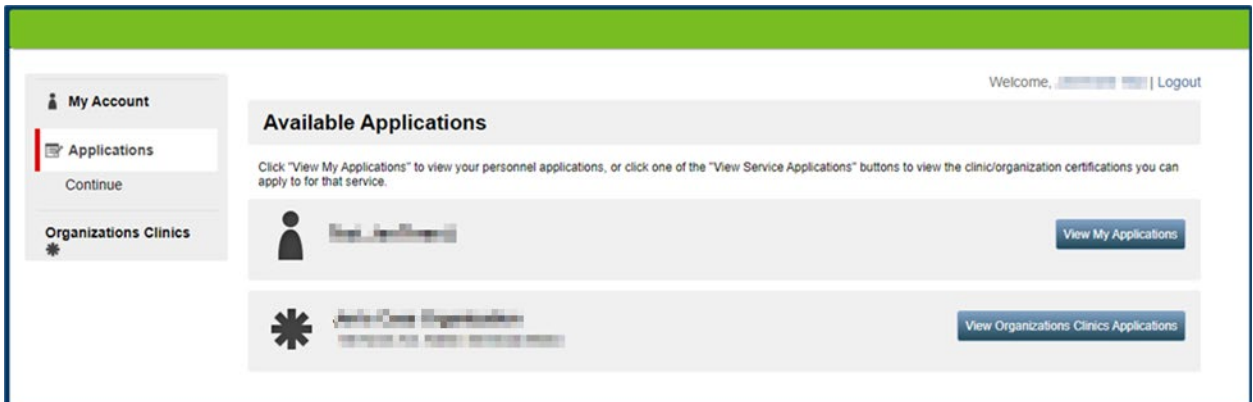 Welcome, | Logout
My Account
Applications
Continue
Organizations Clinics
Available Applications
Click "View My Applications" to view your personnel applications, or click one of the "View Service Applications" buttons to view the clinic/organization certifications you can
apply to for that service.
View My Applications
View Organizations Clinics Applications